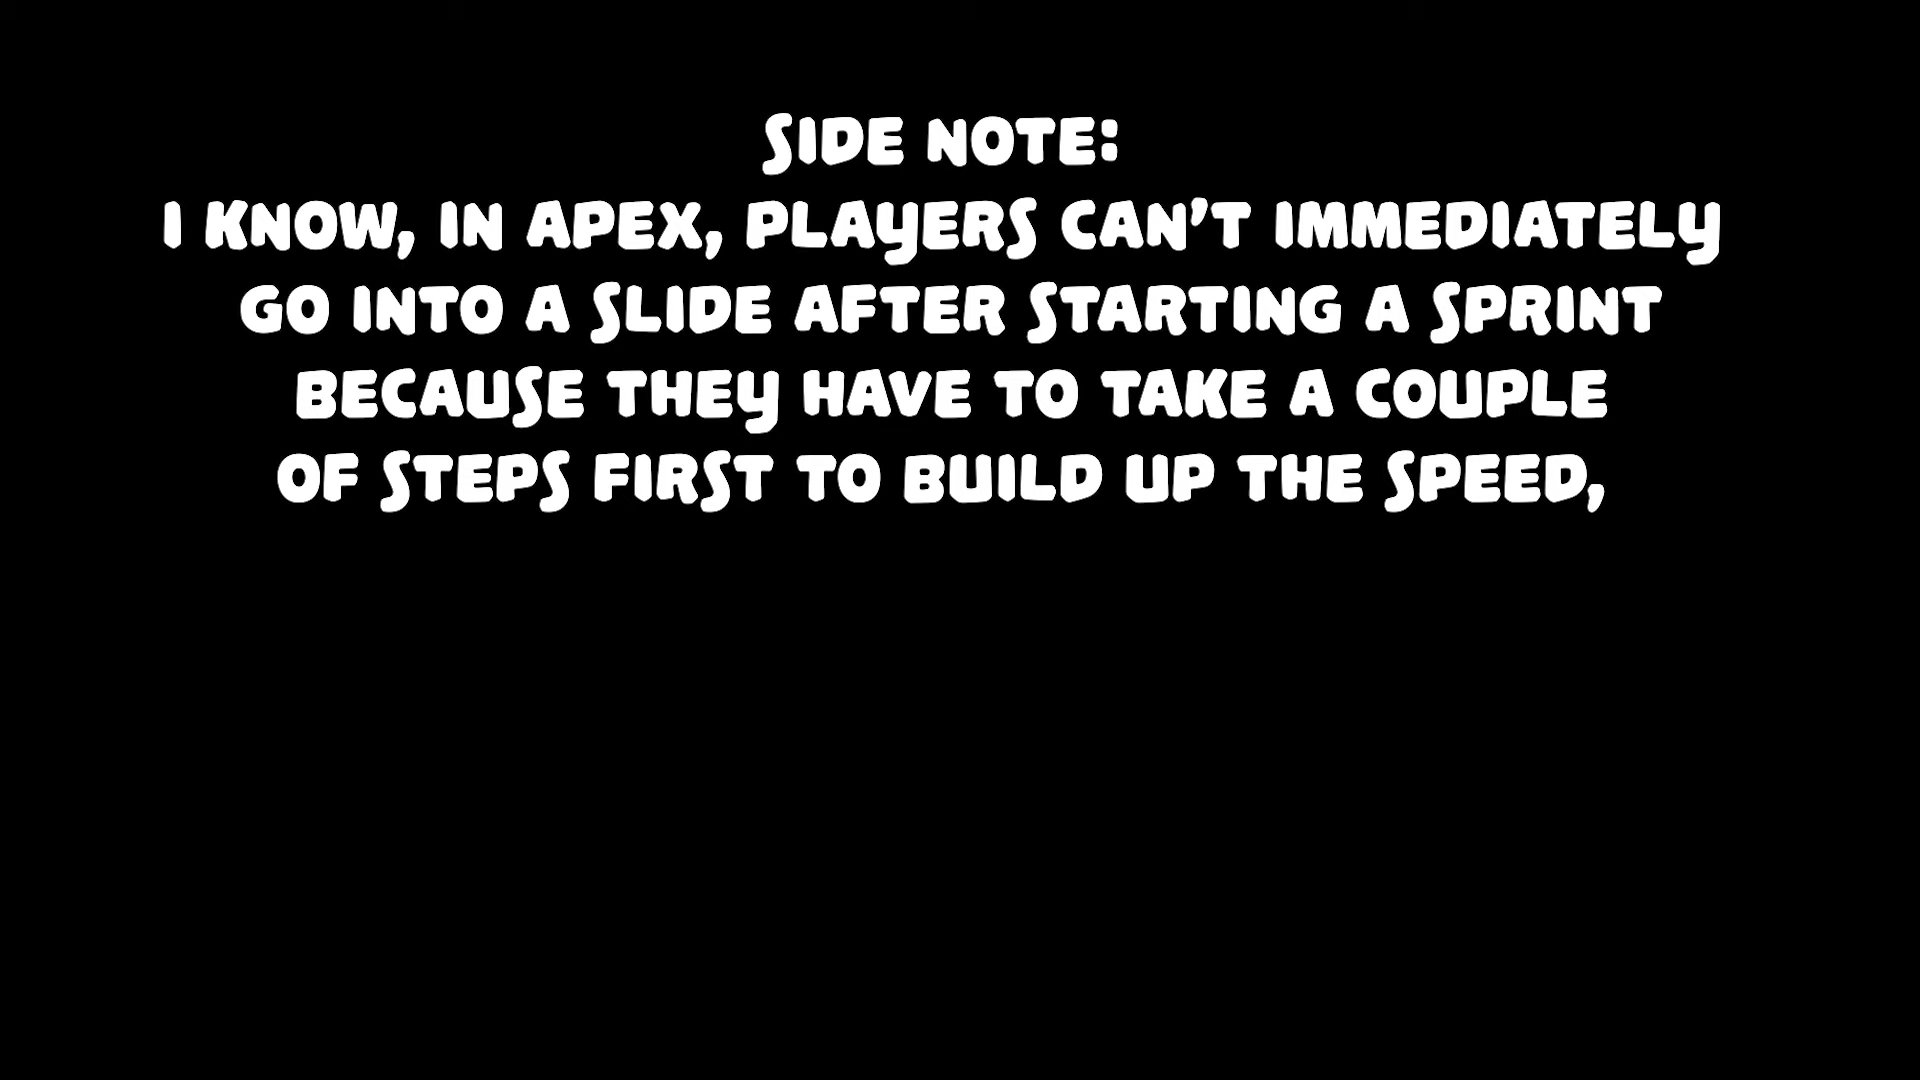 SIDE NOTE:
I KNOW, IN APEX, PLAYERS CAN'T IMMEDIATELY
GO INTO A SLIDE AFTER STARTING A SPRINT
BECAUSE THEY HAVE TO TAKE A COUPLE
OF STEPS FIRST TO BUILD UP THE SPEED,